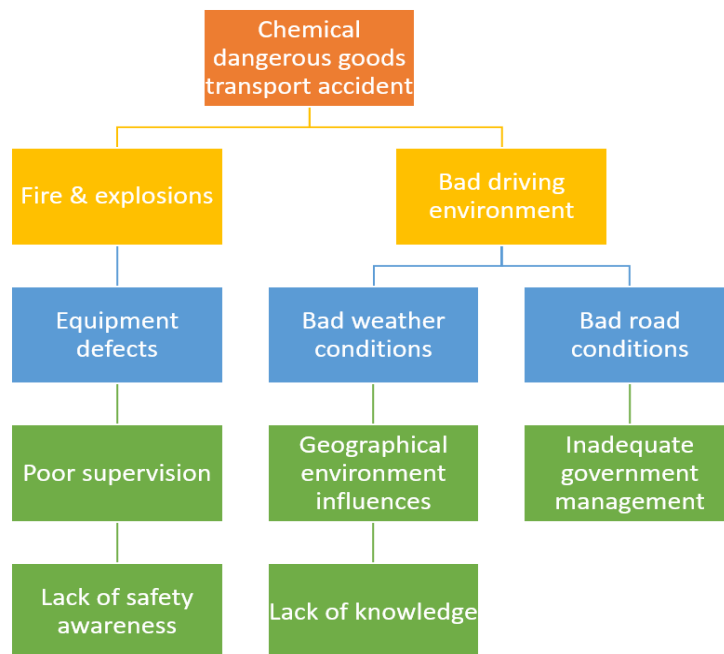 Chemical
dangerous goods
transport accident
Fire & explosions
Bad driving
environment
Equipment
defects
Bad weather
conditions
Bad road
conditions
Poor supervision
Geographical
environment
influences
Inadequate
government
management
Lack of safety
awareness
Lack of knowledge